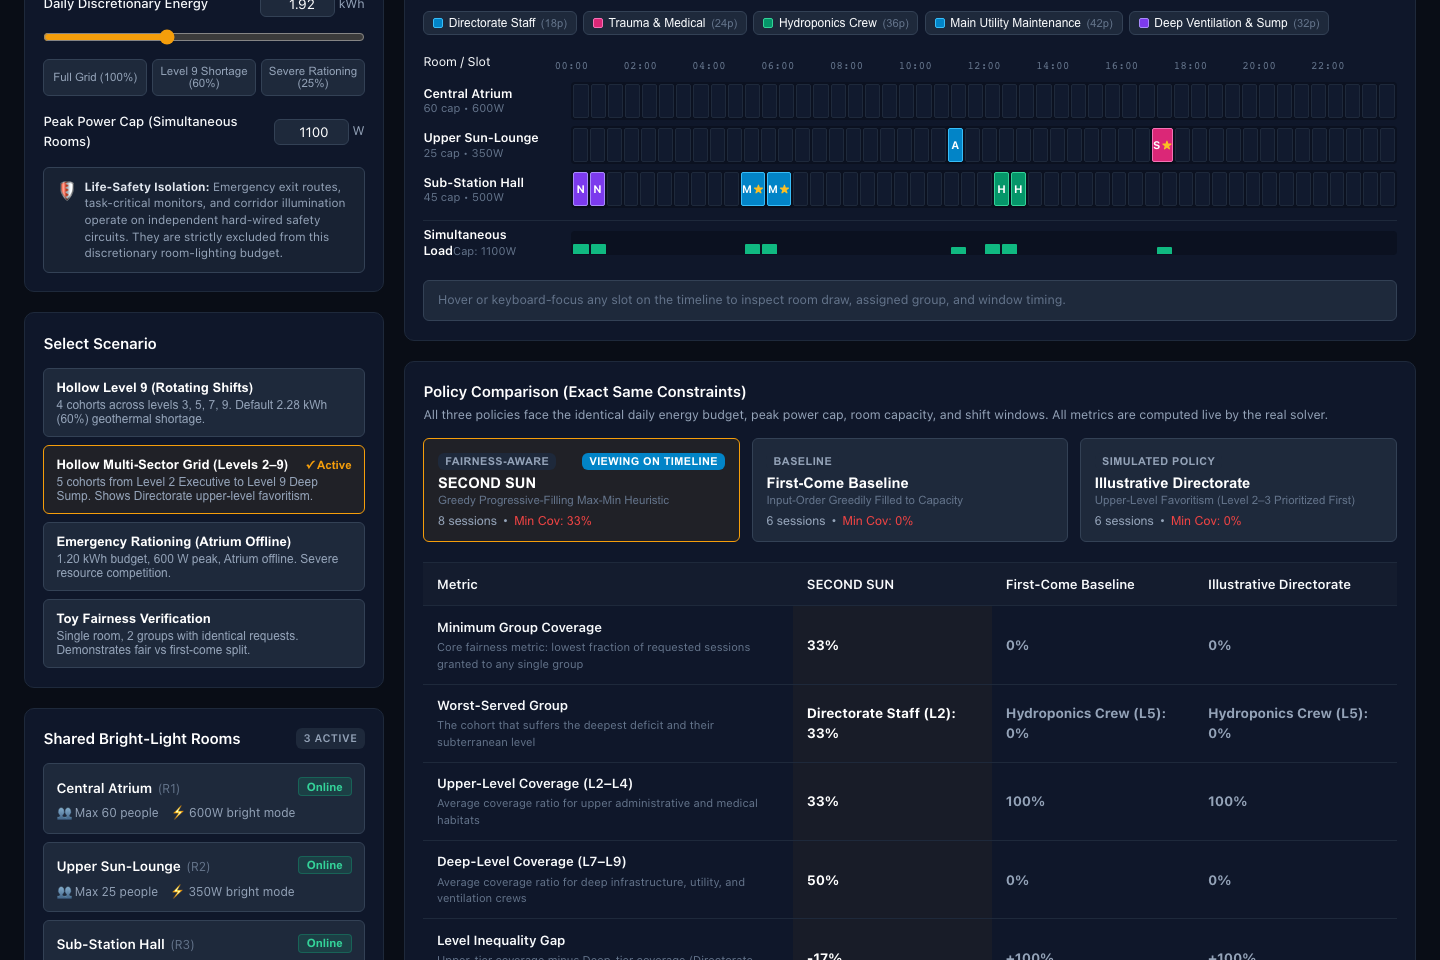 Daily Discretionary Energy
1.92 kWh
Full Grid (100%)
Level 9 Shortage (60%)
Severe Rationing (25%)
Peak Power Cap (Simultaneous Rooms)
1100 W
Life-Safety Isolation: Emergency exit routes,
task-critical monitors, and corridor illumination
operate on independent hard-wired safety
circuits. They are strictly excluded from this
discretionary room-lighting budget.
Select Scenario
Hollow Level 9 (Rotating Shifts)
4 cohorts across levels 3, 5, 7, 9. Default 2.28 kWh
(60%) geothermal shortage.
Hollow Multi-Sector Grid (Levels 2–9) ✓ Active
5 cohorts from Level 2 Executive to Level 9 Deep
Sump. Shows Directorate upper-level favoritism.
Emergency Rationing (Atrium Offline)
1.20 kWh budget, 600 W peak, Atrium offline. Severe
resource competition.
Toy Fairness Verification
Single room, 2 groups with identical requests.
Demonstrates fair vs first-come split.
Shared Bright-Light Rooms 3 ACTIVE
Central Atrium (R1) Online
Max 60 people ⚡ 600W bright mode
Upper Sun-Lounge (R2) Online
Max 25 people ⚡ 350W bright mode
Sub-Station Hall (R3) Online
Directorate Staff (18p) Trauma & Medical (24p) Hydroponics Crew (36p) Main Utility Maintenance (42p) Deep Ventilation & Sump (32p)
Room / Slot 00:00 02:00 04:00 06:00 08:00 10:00 12:00 14:00 16:00 18:00 20:00 22:00
Central Atrium
60 cap • 600W
Upper Sun-Lounge
25 cap • 350W
A S★
Sub-Station Hall
45 cap • 500W
N N M★ M★ H H
Simultaneous
LoadCap: 1100W
Hover or keyboard-focus any slot on the timeline to inspect room draw, assigned group, and window timing.
Policy Comparison (Exact Same Constraints)
All three policies face the identical daily energy budget, peak power cap, room capacity, and shift windows. All metrics are computed live by the real solver.
FAIRNESS-AWARE VIEWING ON TIMELINE
SECOND SUN
Greedy Progressive-Filling Max-Min Heuristic
8 sessions • Min Cov: 33%
BASELINE
First-Come Baseline
Input-Order Greedily Filled to Capacity
6 sessions • Min Cov: 0%
SIMULATED POLICY
Illustrative Directorate
Upper-Level Favoritism (Level 2–3 Prioritized First)
6 sessions • Min Cov: 0%
Metric SECOND SUN First-Come Baseline Illustrative Directorate
Minimum Group Coverage
Core fairness metric: lowest fraction of requested sessions
granted to any single group
33% 0% 0%
Worst-Served Group
The cohort that suffers the deepest deficit and their
subterranean level
Directorate Staff (L2): 33%
Hydroponics Crew (L5): 0%
Hydroponics Crew (L5): 0%
Upper-Level Coverage (L2–L4)
Average coverage ratio for upper administrative and medical
habitats
33% 100% 100%
Deep-Level Coverage (L7–L9)
Average coverage ratio for deep infrastructure, utility, and
ventilation crews
50% 0% 0%
Level Inequality Gap
Upper-tier coverage minus Deep-tier coverage (Directorate
-17% +100% +100%